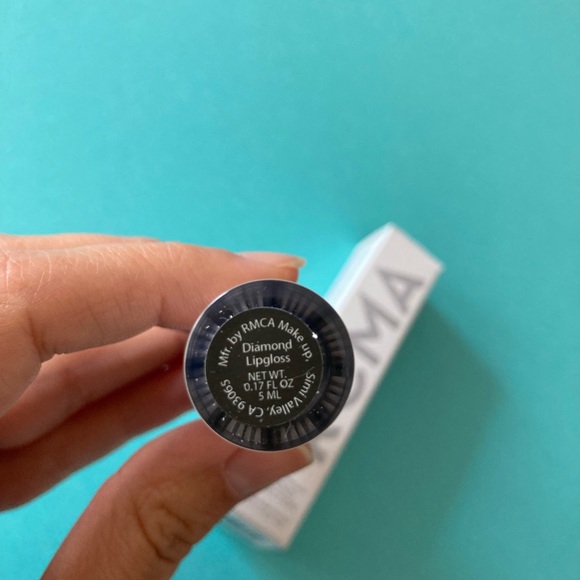 Mfr. by RMCA Make up, Simi Valley, CA 93065
Diamond
Lipgloss
NET WT.
0.17 FL OZ
5 ML